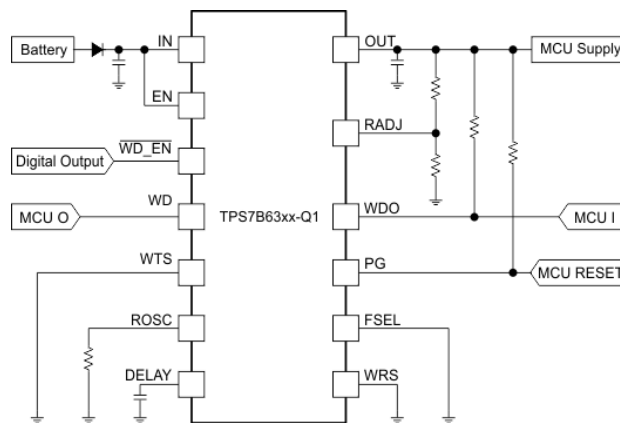 Battery
IN
OUT
MCU Supply
EN
RADJ
Digital Output
WD_EN
MCU O
WD
TPS7B63xx-Q1
WDO
MCU I
WTS
PG
MCU RESET
ROSC
FSEL
DELAY
WRS